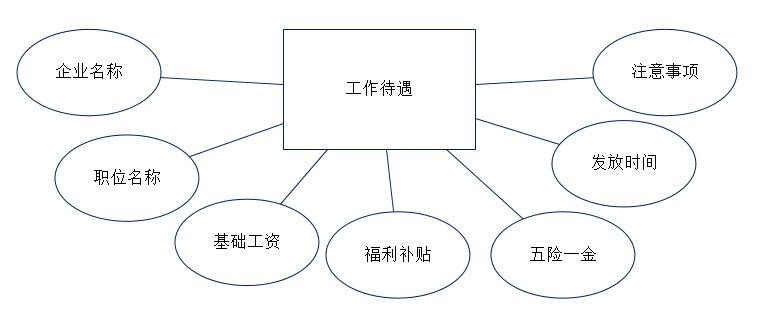 工作待遇
企业名称
注意事项
职位名称
发放时间
基础工资
福利补贴
五险一金